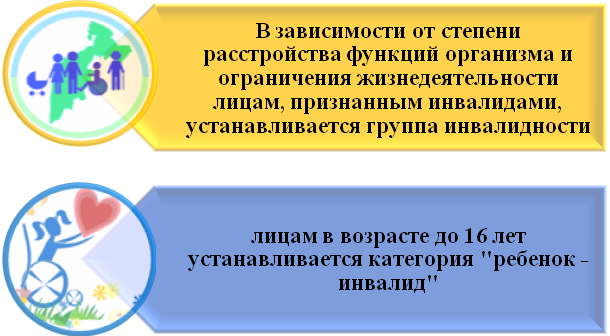 В зависимости от степени
расстройства функций организма и
ограничения жизнедеятельности
лицам, признанным инвалидами,
устанавливается группа инвалидности
лицам в возрасте до 16 лет
устанавливается категория "ребенок -
инвалид"